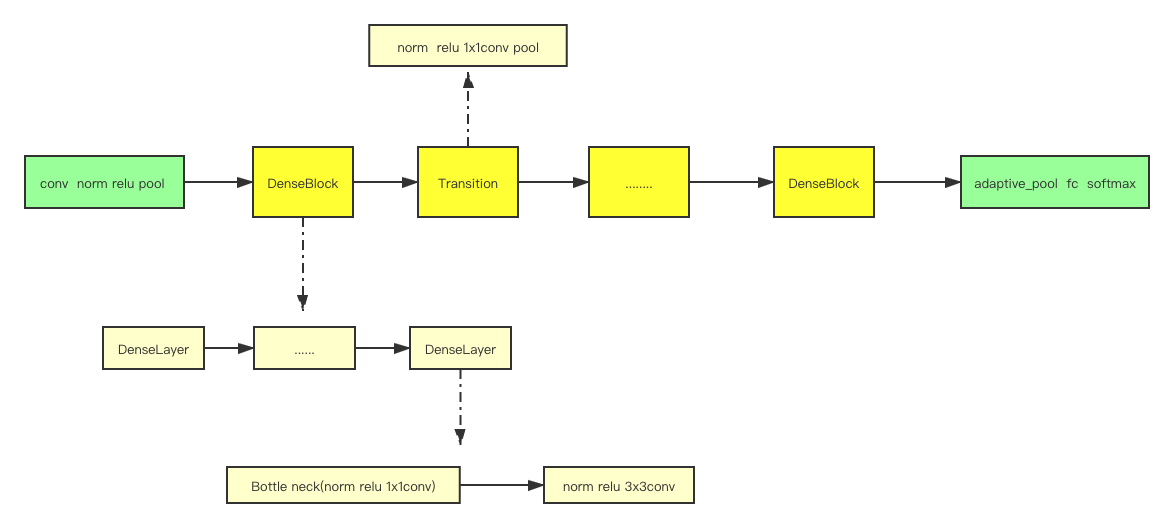 norm relu 1x1conv pool
conv norm relu pool
DenseBlock
Transition
........
DenseBlock
adaptive_pool fc softmax
DenseLayer
......
DenseLayer
Bottle neck(norm relu 1x1conv)
norm relu 3x3conv